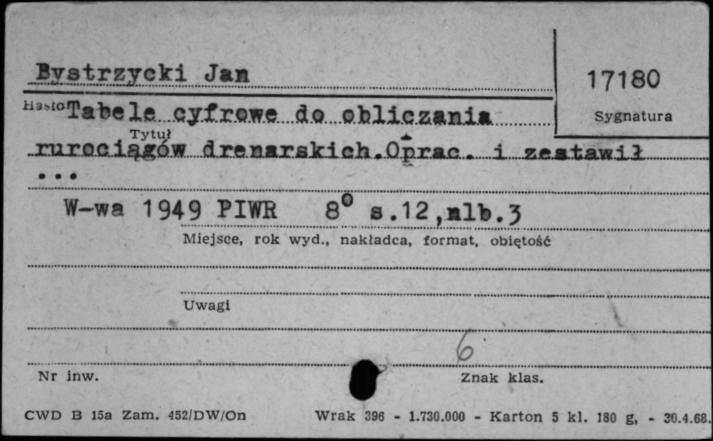 Bystrzycki Jan
17180
Hasło Tabele cyfrowe do obliczania
Sygnatura
Tytuł
rurociągów drenarskich.Oprac. i zestawił
...
W-wa 1949 PIWR 8° s.12,nlb.3
Miejsce, rok wyd., nakładca, format, objętość
Uwagi
6
Nr inw.
Znak klas.
CWD B 15a Zam. 452/DW/On Wrak 396 - 1.730.000 - Karton 5 kl. 180 g, - 30.4.68.